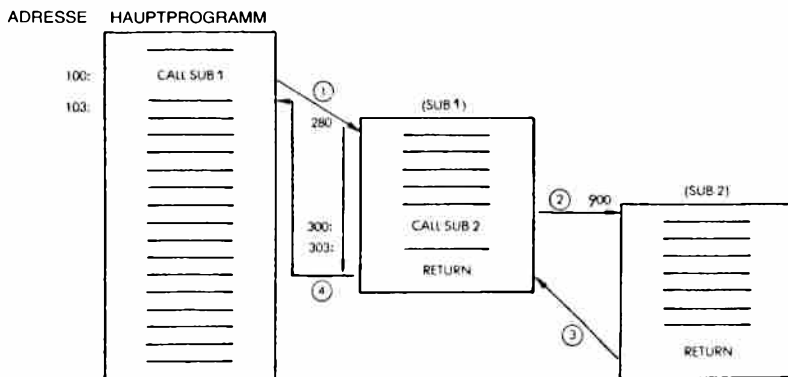 ADRESSE HAUPTPROGRAMM
100: CALL SUB 1
103:
1
280
(SUB 1)
300: CALL SUB 2
303:
RETURN
4
2
900
(SUB 2)
3
RETURN